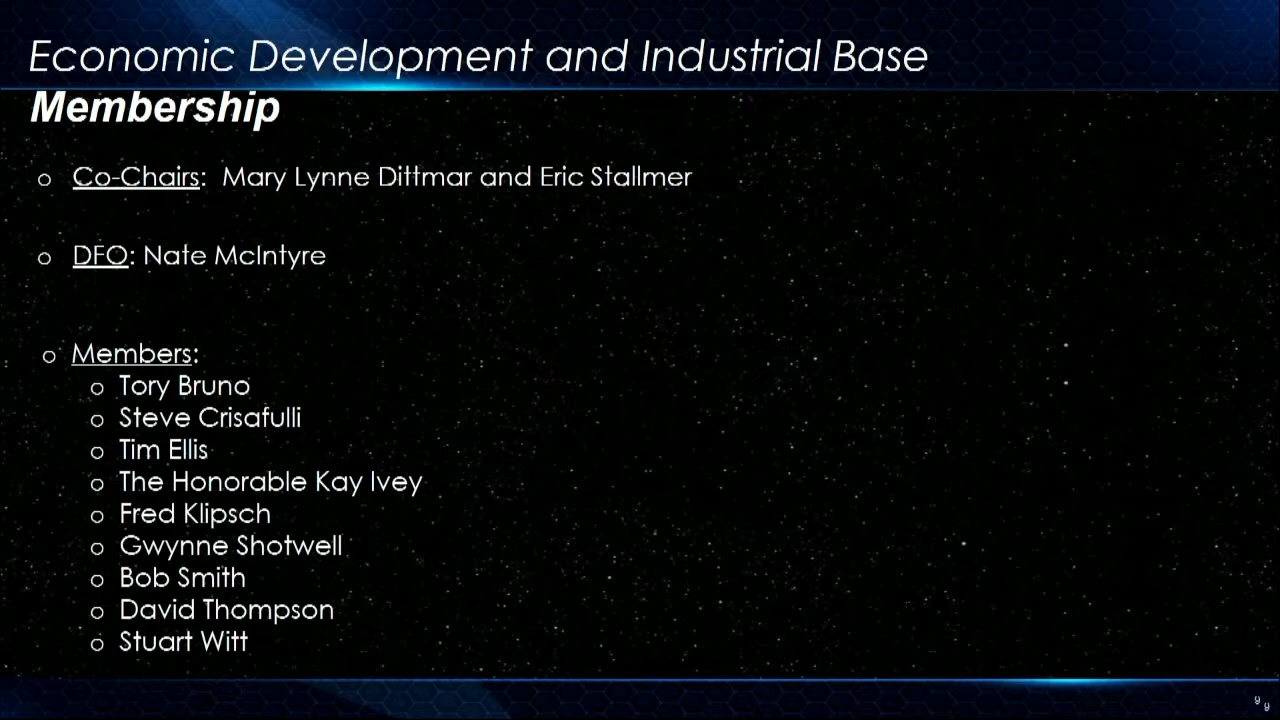 Economic Development and Industrial Base
Membership
o Co-Chairs: Mary Lynne Dittmar and Eric Stallmer
o DFO: Nate McIntyre
o Members:
o Tory Bruno
o Steve Crisafulli
o Tim Ellis
o The Honorable Kay Ivey
o Fred Klipsch
o Gwynne Shotwell
o Bob Smith
o David Thompson
o Stuart Witt
9 9